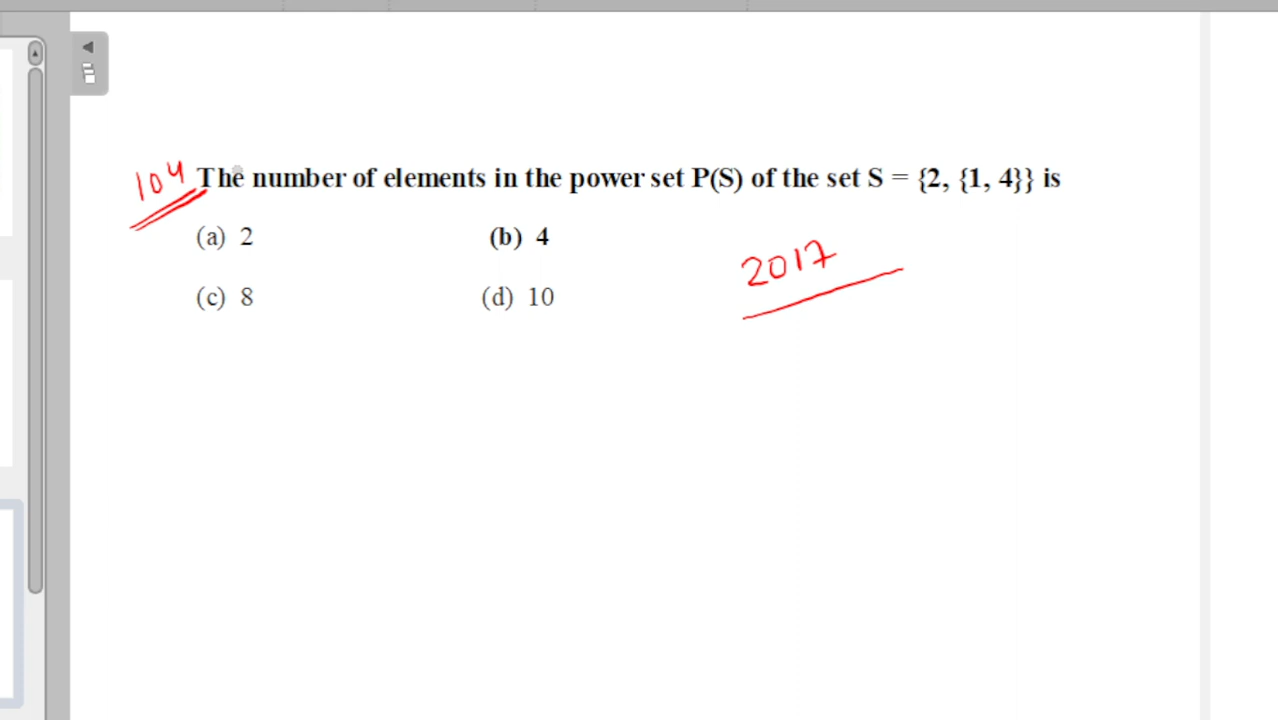 104 The number of elements in the power set P(S) of the set S = {2, {1, 4}} is
(a) 2 (b) 4
2017
(c) 8 (d) 10